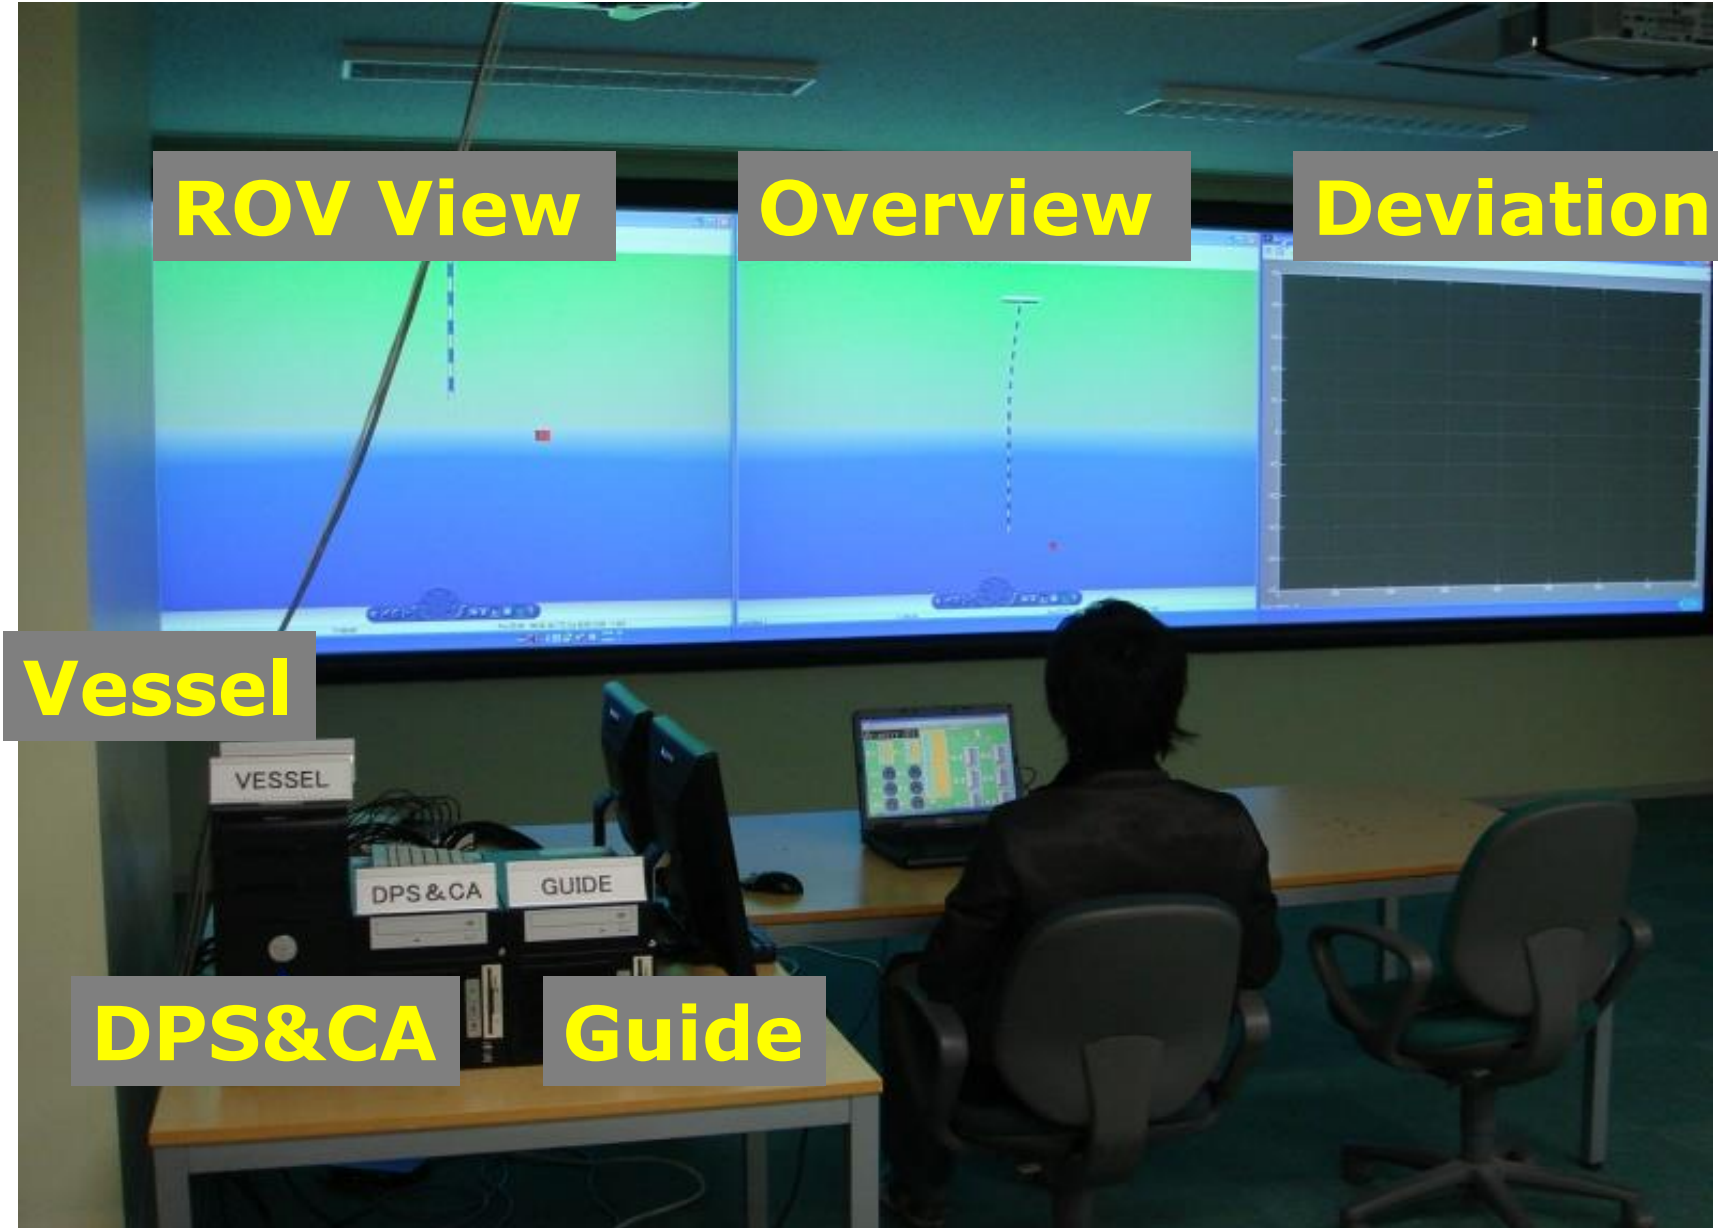 ROV View
Overview
Deviation
Vessel
VESSEL
DPS&CA
GUIDE
DPS&CA
Guide